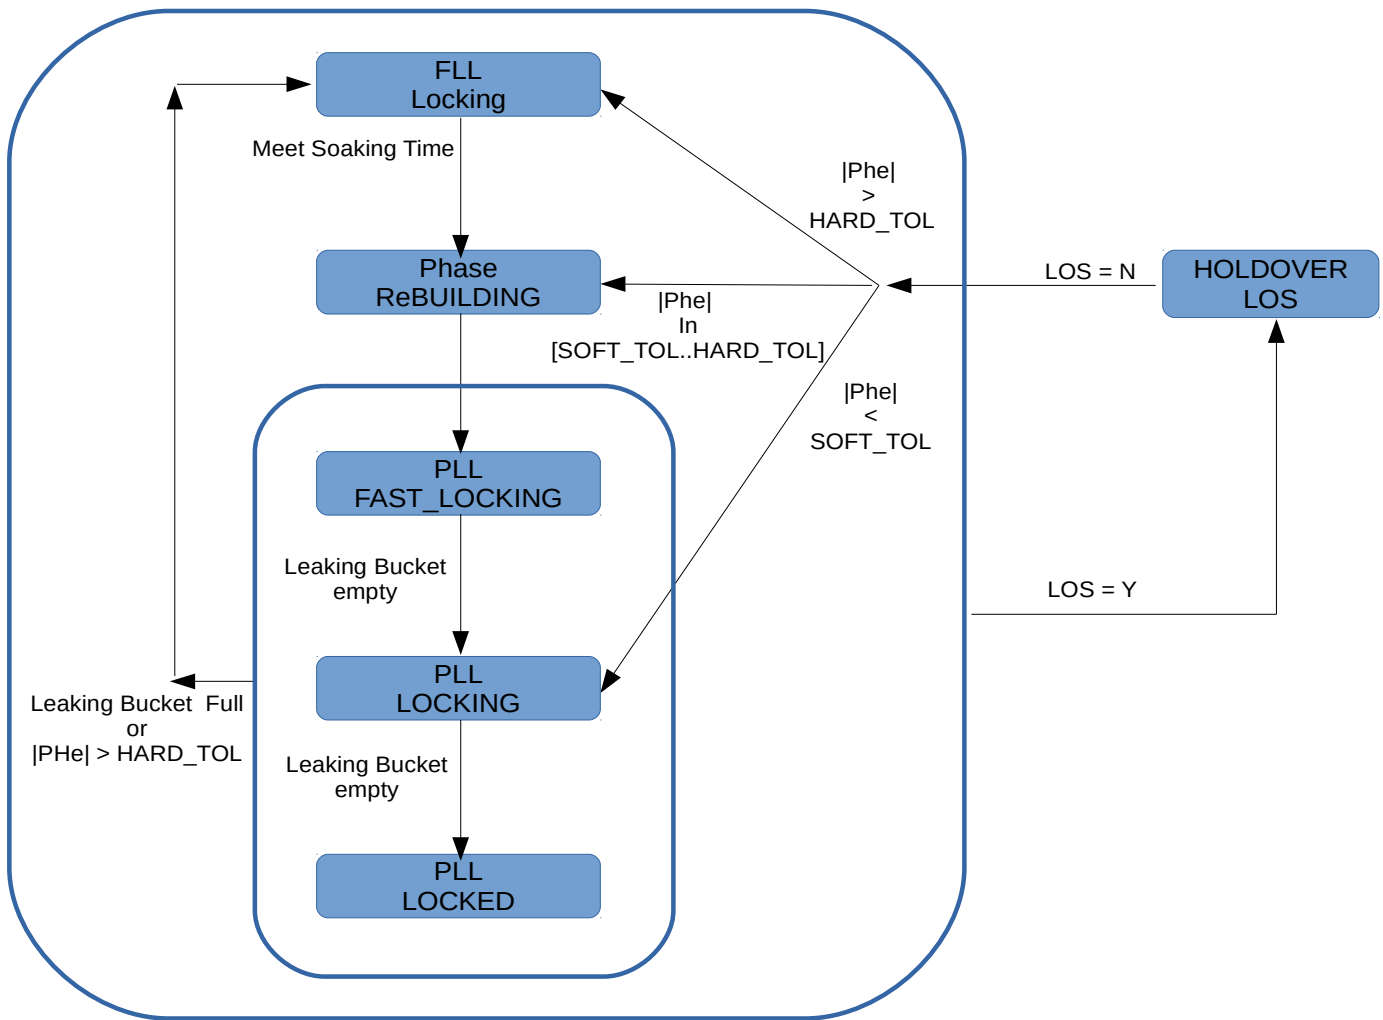 FLL
Locking
Meet Soaking Time
|Phe|
>
HARD_TOL
Phase
ReBUILDING
LOS = N
HOLDOVER
LOS
|Phe|
In
[SOFT_TOL..HARD_TOL]
|Phe|
<
SOFT_TOL
PLL
FAST_LOCKING
Leaking Bucket
empty
LOS = Y
PLL
LOCKING
Leaking Bucket  Full
or
|PHe| > HARD_TOL
Leaking Bucket
empty
PLL
LOCKED